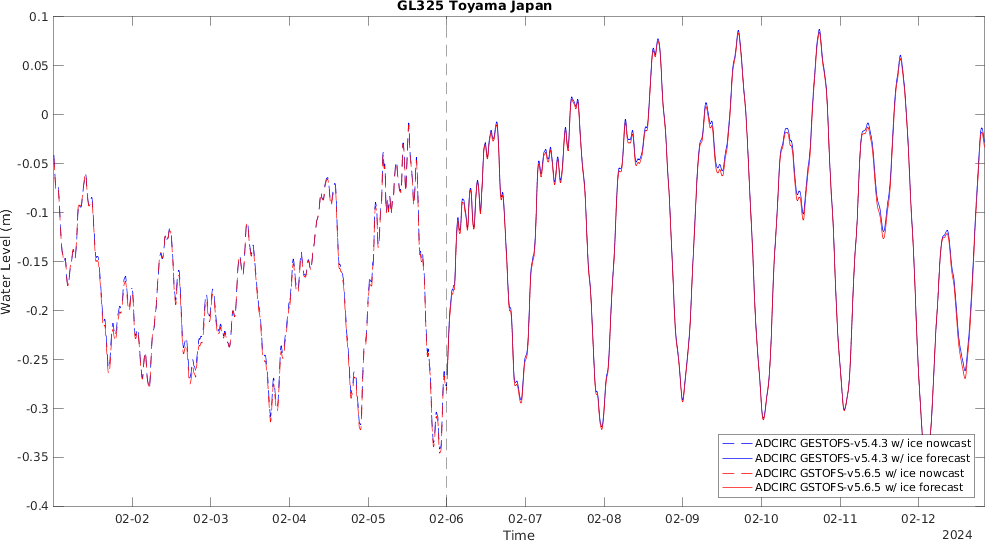 GL325 Toyama Japan
0.1
0.05
0
-0.05
-0.1
-0.15
-0.2
-0.25
-0.3
-0.35
-0.4
Water Level (m)
ADCIRC GESTOFS-v5.4.3 w/ ice nowcast
ADCIRC GESTOFS-v5.4.3 w/ ice forecast
ADCIRC GSTOFS-v5.6.5 w/ ice nowcast
ADCIRC GSTOFS-v5.6.5 w/ ice forecast
02-02 02-03 02-04 02-05 02-06 02-07 02-08 02-09 02-10 02-11 02-12
Time
2024